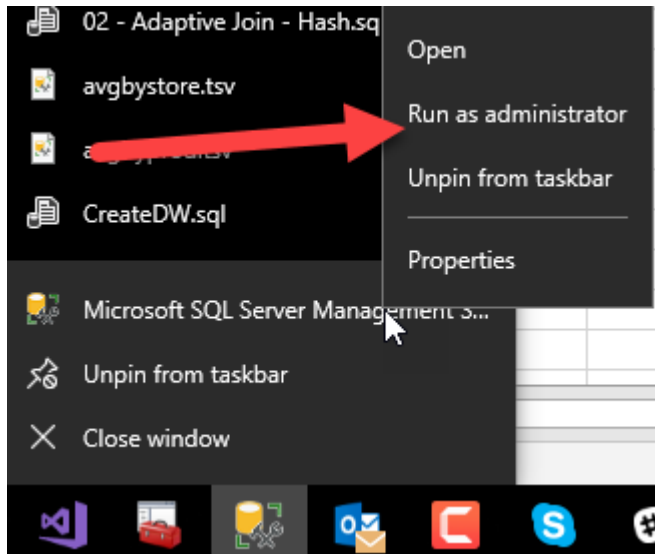 02 - Adaptive Join - Hash.sq
avgbystore.tsv
CreateDW.sql
Microsoft SQL Server Management S...
Unpin from taskbar
Close window
Open
Run as administrator
Unpin from taskbar
Properties